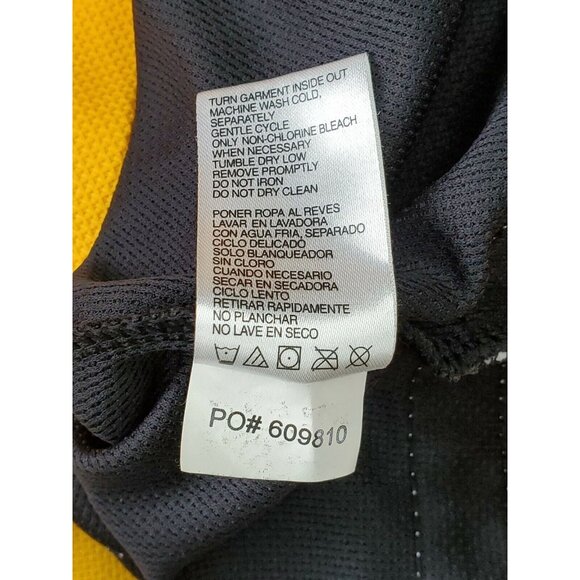 TURN GARMENT INSIDE OUT
MACHINE WASH COLD,
SEPARATELY
GENTLE CYCLE
ONLY NON-CHLORINE BLEACH
WHEN NECESSARY
TUMBLE DRY LOW
REMOVE PROMPTLY
DO NOT IRON
DO NOT DRY CLEAN
PONER ROPA AL REVES
LAVAR EN LAVADORA
CON AGUA FRIA, SEPARADO
CICLO DELICADO
SOLO BLANQUEADOR
SIN CLORO
CUANDO NECESARIO
SECAR EN SECADORA
CICLO LENTO
RETIRAR RAPIDAMENTE
NO PLANCHAR
NO LAVE EN SECO
PO# 609810